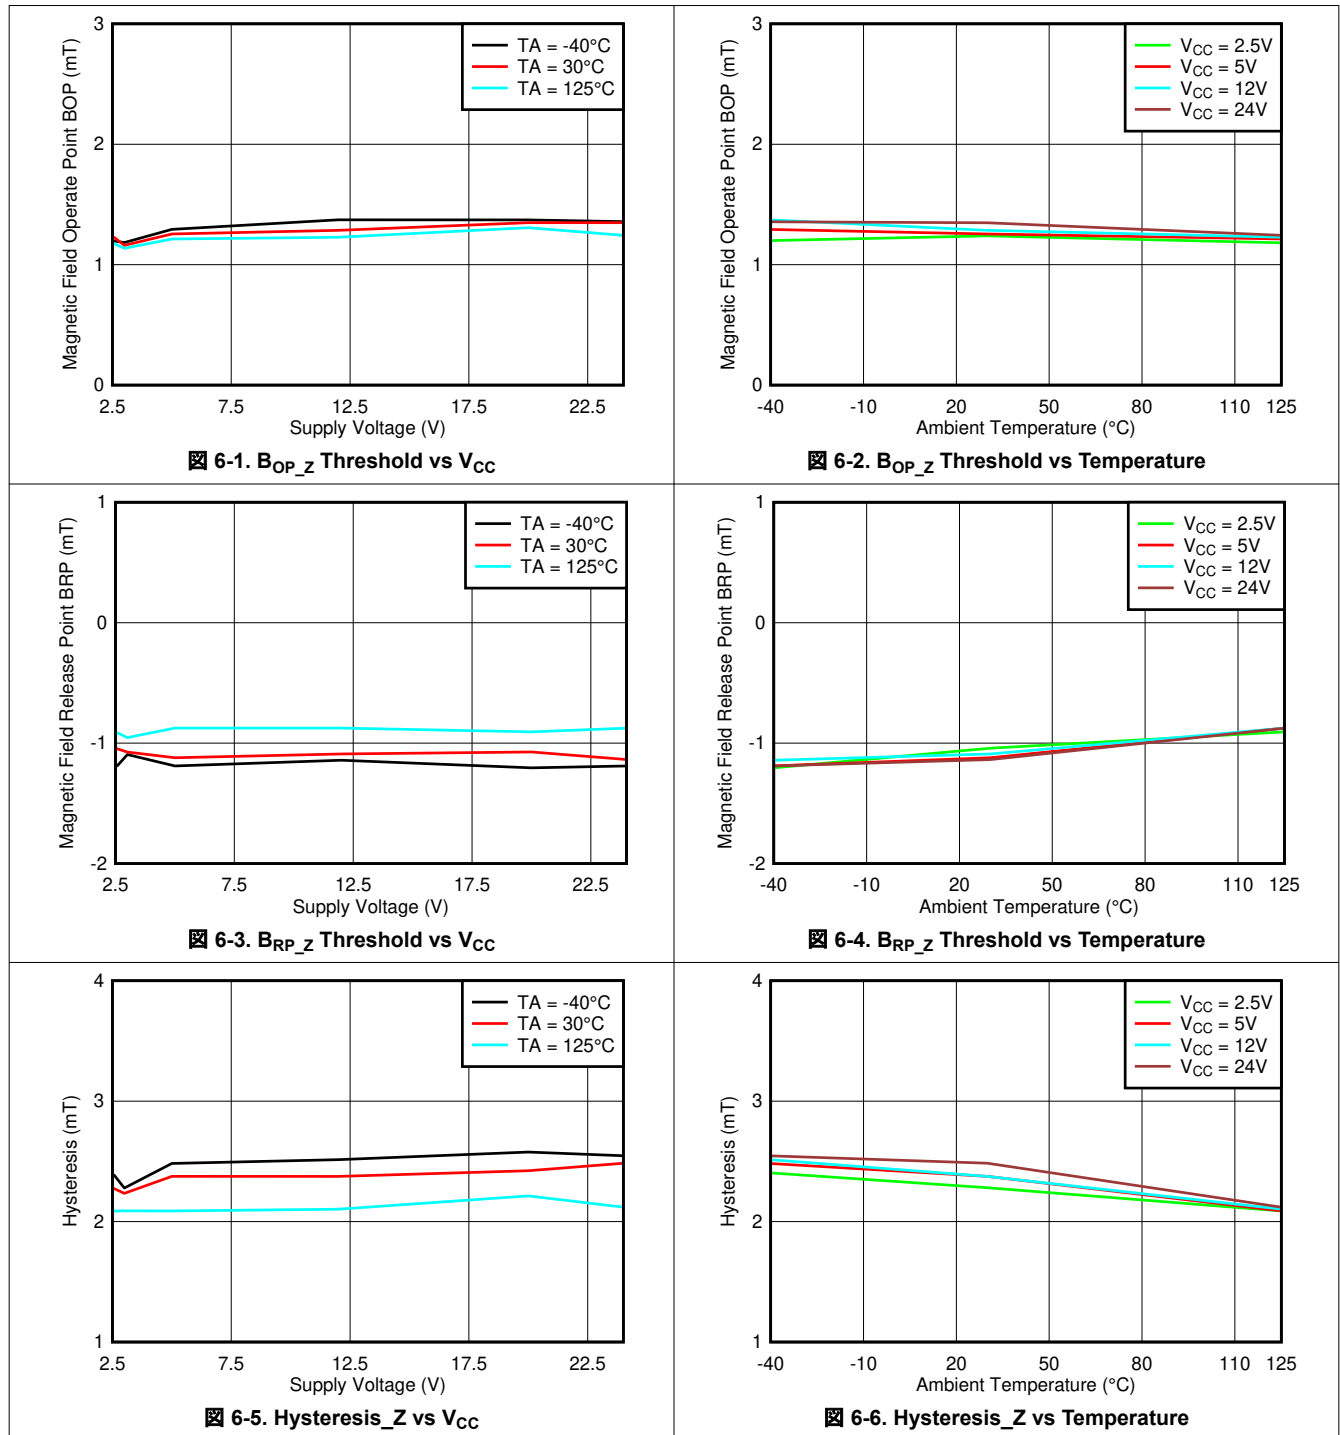 Magnetic Field Operate Point BOP (mT)
3
2
1
0
2.5 7.5 12.5 17.5 22.5
Supply Voltage (V)
TA = -40°C
TA = 30°C
TA = 125°C
図 6-1. BOP_Z Threshold vs VCC
Magnetic Field Operate Point BOP (mT)
3
2
1
0
-40 -10 20 50 80 110 125
Ambient Temperature (°C)
VCC = 2.5V
VCC = 5V
VCC = 12V
VCC = 24V
図 6-2. BOP_Z Threshold vs Temperature
Magnetic Field Release Point BRP (mT)
1
0
-1
-2
2.5 7.5 12.5 17.5 22.5
Supply Voltage (V)
TA = -40°C
TA = 30°C
TA = 125°C
図 6-3. BRP_Z Threshold vs VCC
Magnetic Field Release Point BRP (mT)
1
0
-1
-2
-40 -10 20 50 80 110 125
Ambient Temperature (°C)
VCC = 2.5V
VCC = 5V
VCC = 12V
VCC = 24V
図 6-4. BRP_Z Threshold vs Temperature
Hysteresis (mT)
4
3
2
1
2.5 7.5 12.5 17.5 22.5
Supply Voltage (V)
TA = -40°C
TA = 30°C
TA = 125°C
図 6-5. Hysteresis_Z vs VCC
Hysteresis (mT)
4
3
2
1
-40 -10 20 50 80 110 125
Ambient Temperature (°C)
VCC = 2.5V
VCC = 5V
VCC = 12V
VCC = 24V
図 6-6. Hysteresis_Z vs Temperature